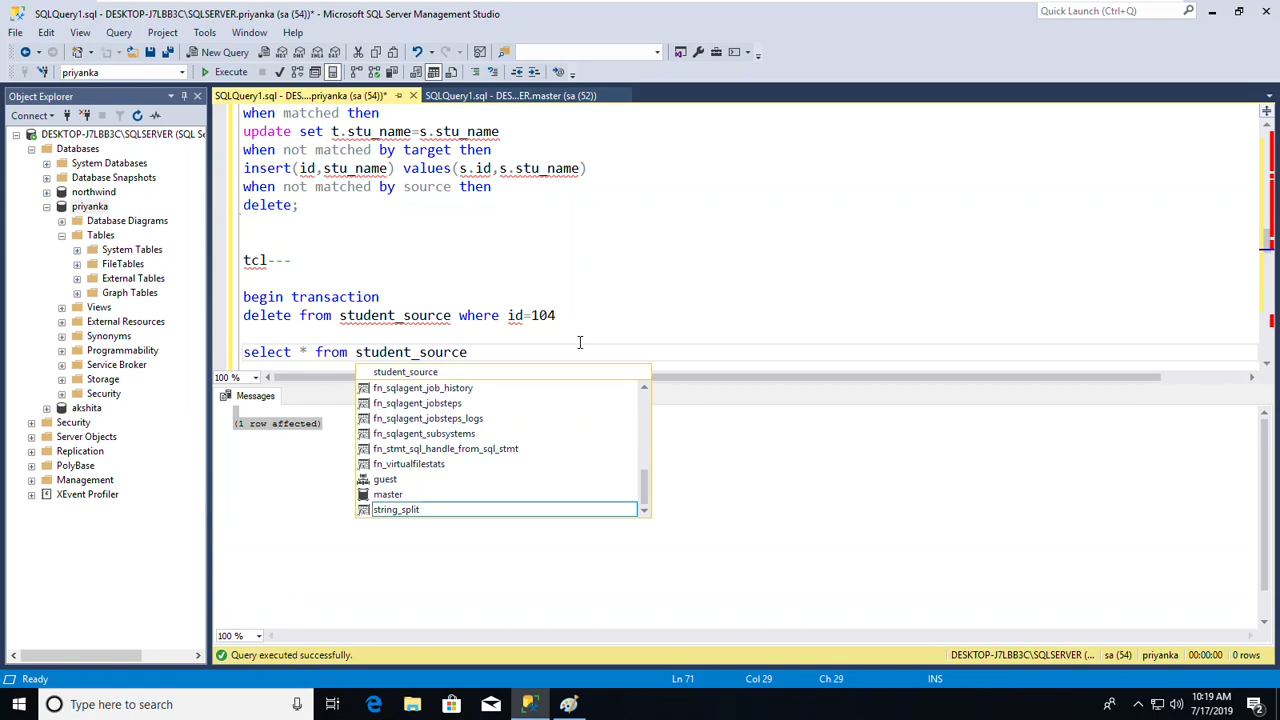 SQLQuery1.sql - DESKTOP-J7LBB3C\SQLSERVER.priyanka (sa (54))* - Microsoft SQL Server Management Studio
Quick Launch (Ctrl+Q)
File Edit View Query Project Tools Window Help
New Query
priyanka
Execute
Object Explorer
SQLQuery1.sql - DES....priyanka (sa (54))*
SQLQuery1.sql - DES...ER.master (sa (52))
Connect
DESKTOP-J7LBB3C\SQLSERVER (SQL Se
Databases
System Databases
Database Snapshots
northwind
priyanka
Database Diagrams
Tables
System Tables
FileTables
External Tables
Graph Tables
Views
External Resources
Synonyms
Programmability
Service Broker
Storage
Security
akshita
Security
Server Objects
Replication
PolyBase
Management
XEvent Profiler
when matched then
update set t.stu_name=s.stu_name
when not matched by target then
insert(id,stu_name) values(s.id,s.stu_name)
when not matched by source then
delete;
tcl---
begin transaction
delete from student_source where id=104
select * from student_source
student_source
fn_sqlagent_job_history
fn_sqlagent_jobsteps
fn_sqlagent_jobsteps_logs
fn_sqlagent_subsystems
fn_stmt_sql_handle_from_sql_stmt
fn_virtualfilestats
guest
master
string_split
100 %
Messages
(1 row affected)
100 %
Query executed successfully.
DESKTOP-J7LBB3C\SQLSERVER (... sa (54) priyanka 00:00:00 0 rows
Ready
Ln 71
Col 29
Ch 29
INS
Type here to search
10:19 AM
7/17/2019
2